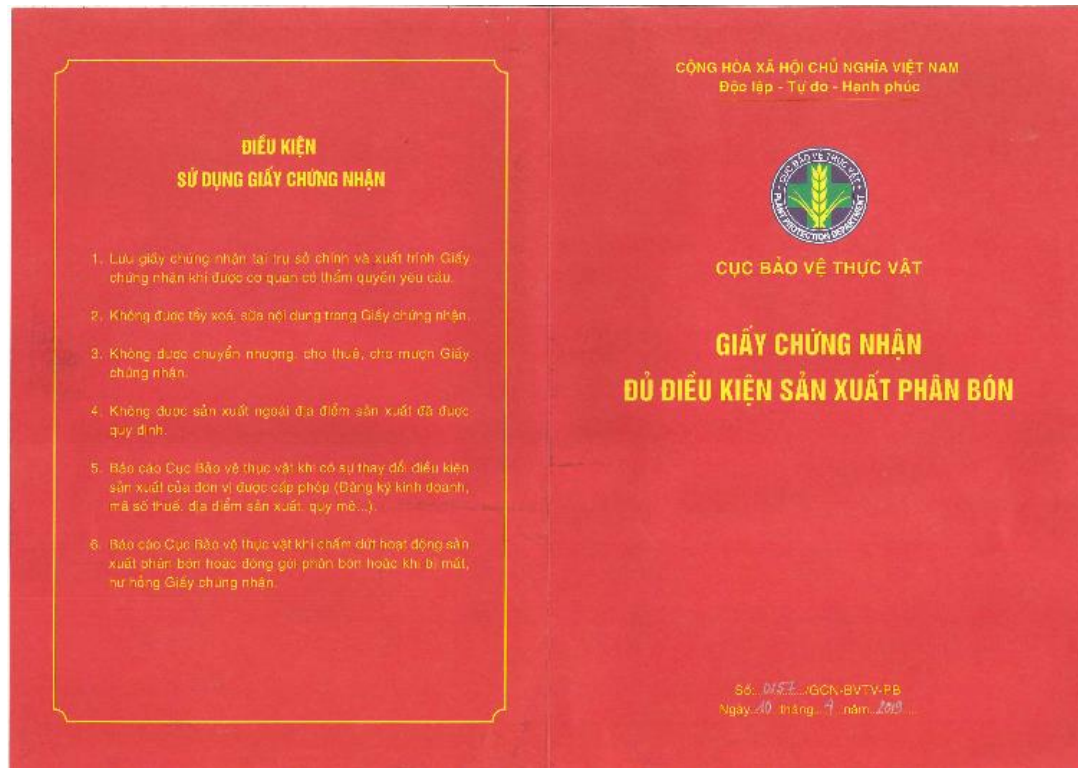 ĐIỀU KIỆN
SỬ DỤNG GIẤY CHỨNG NHẬN
1. Lưu giấy chứng nhận tại trụ sở chính và xuất trình Giấy
chứng nhận khi được cơ quan có thẩm quyền yêu cầu.
2. Không được tẩy xoá, sửa nội dung trong Giấy chứng nhận.
3. Không được chuyển nhượng, cho thuê, cho mượn Giấy
chứng nhận.
4. Không được sản xuất ngoài địa điểm sản xuất đã được
quy định.
5. Báo cáo Cục Bảo vệ thực vật khi có sự thay đổi điều kiện
sản xuất của đơn vị được cấp phép (Đăng ký kinh doanh,
mã số thuế, địa điểm sản xuất, quy mô...).
6. Báo cáo Cục Bảo vệ thực vật khi chấm dứt hoạt động sản
xuất phân bón hoặc đóng gói phân bón hoặc khi bị mất,
hư hỏng Giấy chứng nhận.
CỘNG HÒA XÃ HỘI CHỦ NGHĨA VIỆT NAM
Độc lập - Tự do - Hạnh phúc
CỤC BẢO VỆ THỰC VẬT
PLANT PROTECTION DEPARTMENT
CỤC BẢO VỆ THỰC VẬT
GIẤY CHỨNG NHẬN
ĐỦ ĐIỀU KIỆN SẢN XUẤT PHÂN BÓN
Số: 0157 /GCN-BVTV-PB
Ngày 10 tháng năm 2019